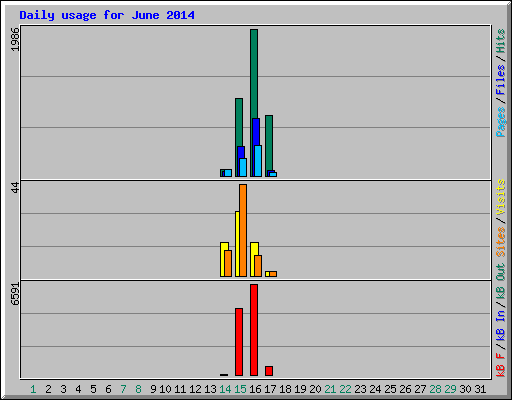 Daily usage for June 2014
1986
44
6591
Pages / Files / Hits
Sites / Visits
kB F / kB In / kB Out
1 2 3 4 5 6 7 8 9 10 11 12 13 14 15 16 17 18 19 20 21 22 23 24 25 26 27 28 29 30 31